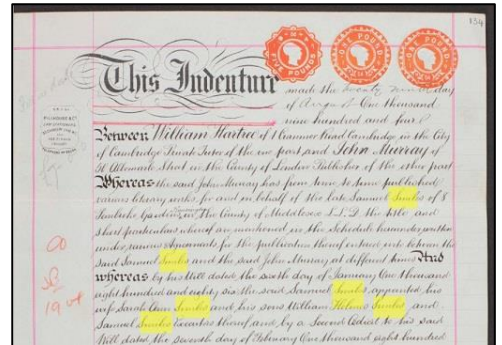 154
FIVE POUNDS
ONE POUND
ONE POUND
This Indenture made the Twenty ninth day
of August One thousand
nine hundred and four
Between William Hartree of 1 Cranmer Road Cambridge in the City
of Cambridge of the one part and John Murray of
50 Albemarle Street in the County of London Publisher of the other part
Whereas the said John Murray has from time to time published
various literary works for and on behalf of the late Samuel Smiles of 8
Pembroke Gardens in the County of Middlesex L.L.D. the titles and
short particulars whereof are mentioned in the Schedule hereunder written
under various Agreements for the publication thereof entered into between the
said Samuel Smiles and the said John Murray at different times And
whereas by his Will dated the sixth day of January One thousand
eight hundred and eighty six the said Samuel Smiles appointed his
wife Sarah Ann Smiles and his sons William Holmes Smiles and
Samuel Smiles Executors thereof and by a Second Codicil to his said
Will dated the seventh day of February One thousand eight hundred